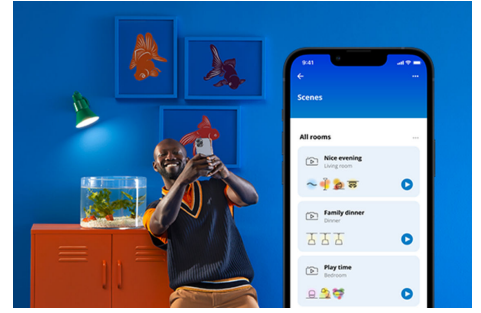 9:41
Scenes
All rooms
Nice evening
Living room
Family dinner
Dinner
Play time
Bedroom